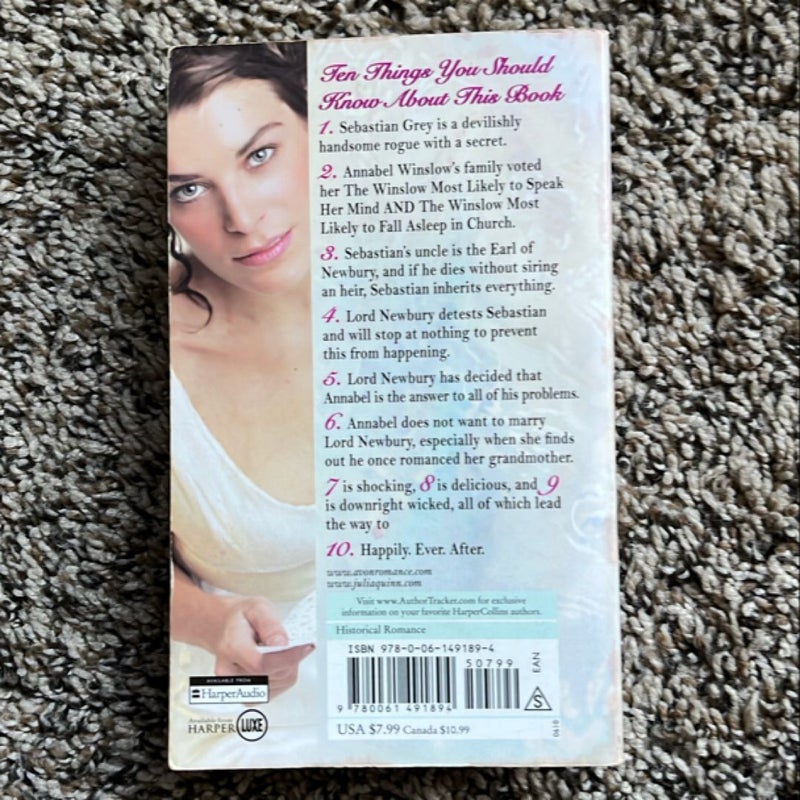 Ten Things You Should
Know About This Book
1. Sebastian Grey is a devilishly
handsome rogue with a secret.
2. Annabel Winslow's family voted
her The Winslow Most Likely to Speak
Her Mind AND The Winslow Most
Likely to Fall Asleep in Church.
3. Sebastian's uncle is the Earl of
Newbury, and if he dies without siring
an heir, Sebastian inherits everything.
4. Lord Newbury detests Sebastian
and will stop at nothing to prevent
this from happening.
5. Lord Newbury has decided that
Annabel is the answer to all of his problems.
6. Annabel does not want to marry
Lord Newbury, especially when she finds
out he once romanced her grandmother.
7 is shocking, 8 is delicious, and 9
is downright wicked, all of which lead
the way to
10. Happily. Ever. After.
www.avonromance.com
www.juliaquinn.com
Visit www.AuthorTracker.com for exclusive
information on your favorite HarperCollins authors.
Historical Romance
ISBN 978-0-06-149189-4
50799
EAN
9 780061 491894
S
USA $7.99 Canada $10.99
0610
AVAILABLE FROM
HarperAudio
Available from
HARPER LUXE